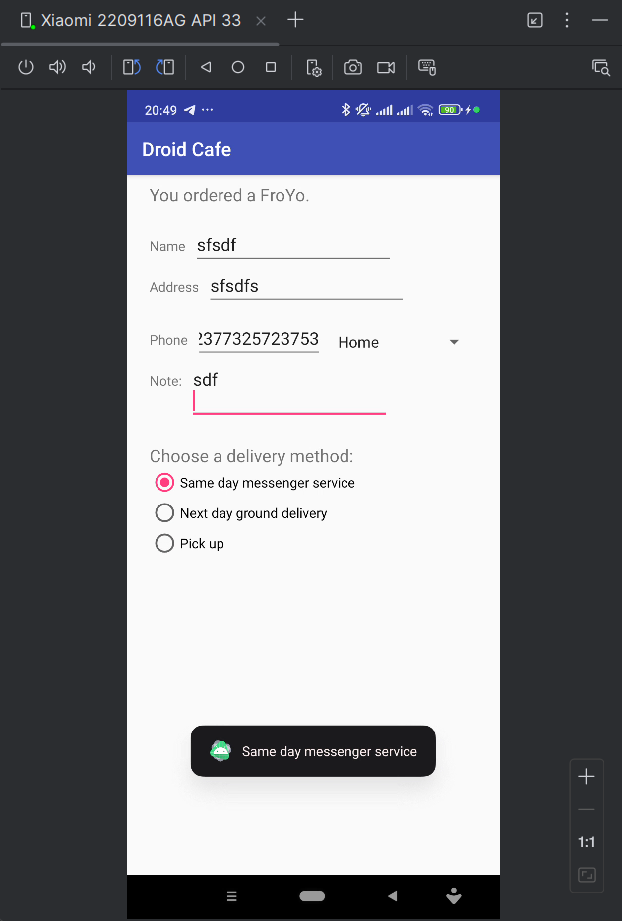 Xiaomi 2209116AG API 33
20:49
90
Droid Cafe
You ordered a FroYo.
Name sfsdf
Address sfsdfs
Phone 2377325723753 Home
Note: sdf
Choose a delivery method:
Same day messenger service
Next day ground delivery
Pick up
Same day messenger service
1:1